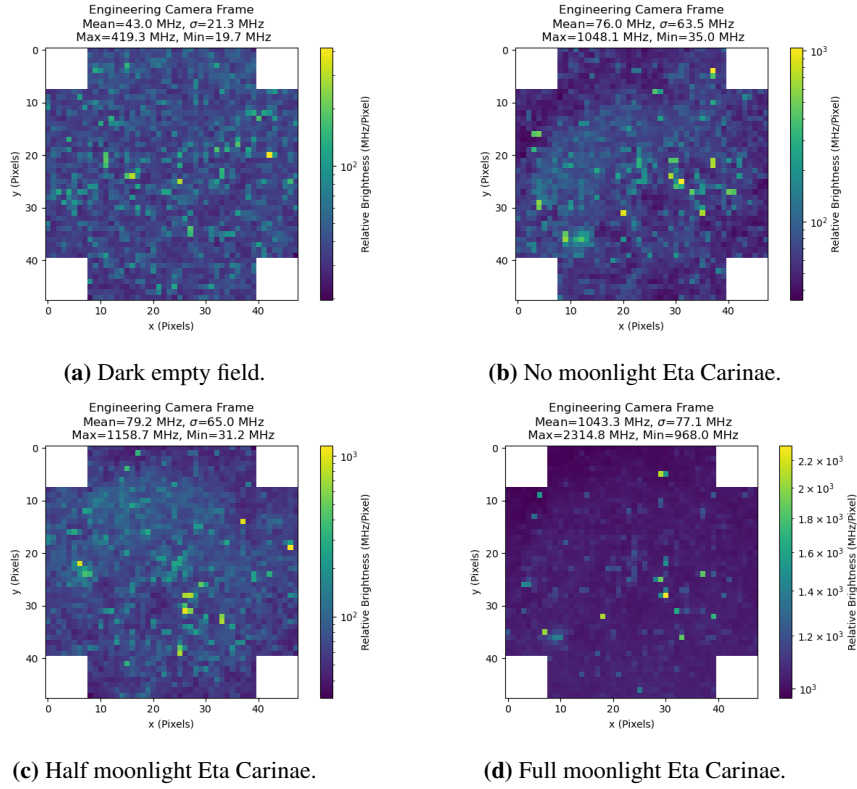 Engineering Camera Frame
Mean=43.0 MHz, σ=21.3 MHz
Max=419.3 MHz, Min=19.7 MHz
0
10
20
30
40
y (Pixels)
0
10
20
30
40
x (Pixels)
10²
Relative Brightness (MHz/Pixel)
(a) Dark empty field.
Engineering Camera Frame
Mean=76.0 MHz, σ=63.5 MHz
Max=1048.1 MHz, Min=35.0 MHz
0
10
20
30
40
y (Pixels)
0
10
20
30
40
x (Pixels)
10³
10²
Relative Brightness (MHz/Pixel)
(b) No moonlight Eta Carinae.
Engineering Camera Frame
Mean=79.2 MHz, σ=65.0 MHz
Max=1158.7 MHz, Min=31.2 MHz
0
10
20
30
40
y (Pixels)
0
10
20
30
40
x (Pixels)
10³
10²
Relative Brightness (MHz/Pixel)
(c) Half moonlight Eta Carinae.
Engineering Camera Frame
Mean=1043.3 MHz, σ=77.1 MHz
Max=2314.8 MHz, Min=968.0 MHz
0
10
20
30
40
y (Pixels)
0
10
20
30
40
x (Pixels)
2.2 × 10³
2 × 10³
1.8 × 10³
1.6 × 10³
1.4 × 10³
1.2 × 10³
10³
Relative Brightness (MHz/Pixel)
(d) Full moonlight Eta Carinae.